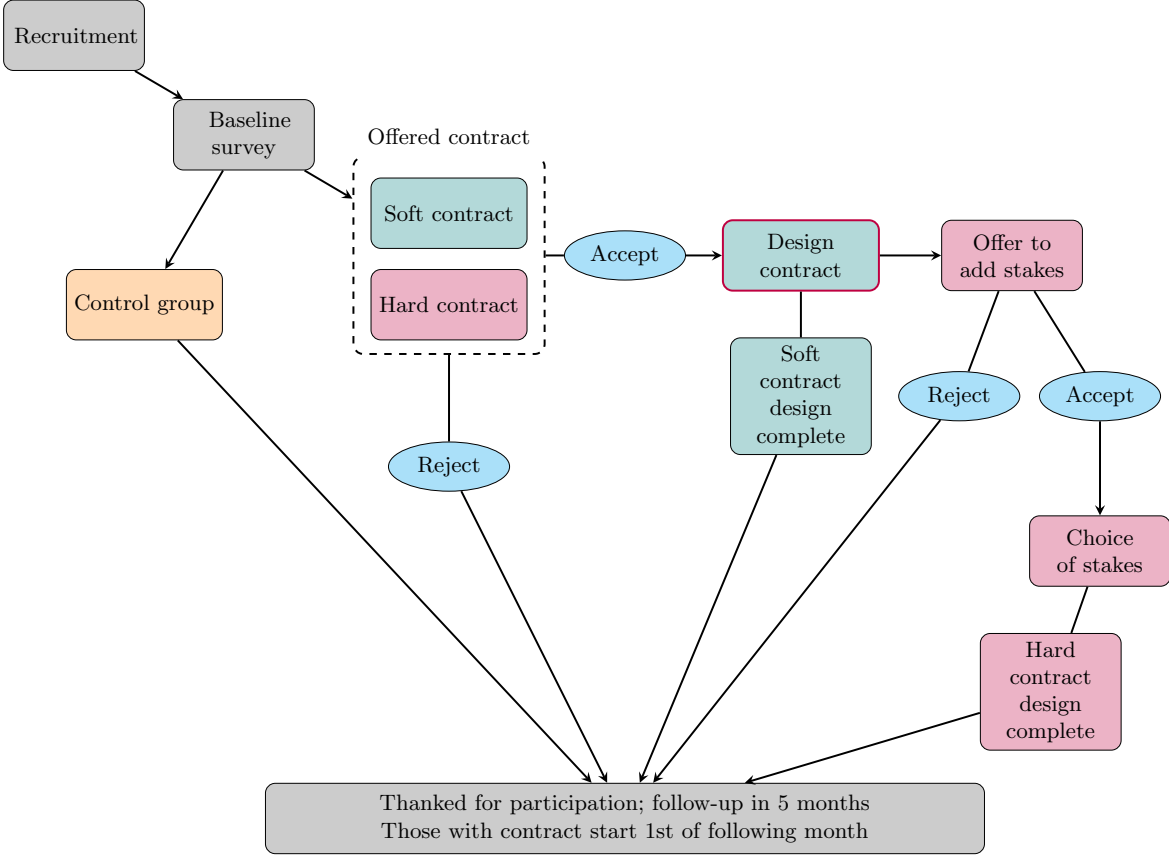 Recruitment
Baseline
survey
Offered contract
Soft contract
Hard contract
Control group
Accept
Design
contract
Offer to
add stakes
Soft
contract
design
complete
Reject
Accept
Reject
Choice
of stakes
Hard
contract
design
complete
Thanked for participation; follow-up in 5 months
Those with contract start 1st of following month